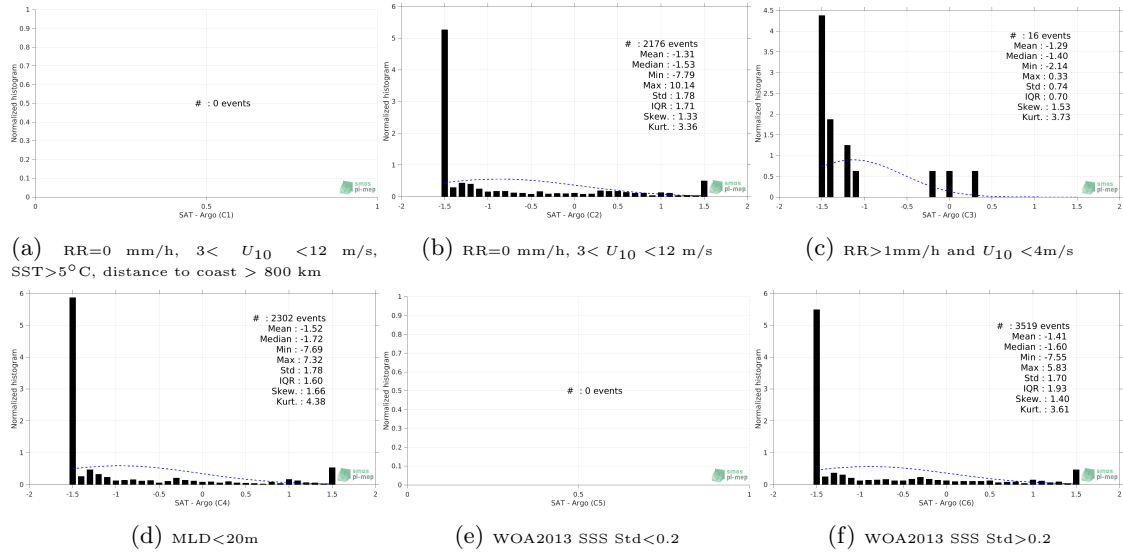 1
0.9
0.8
0.7
0.6
0.5
0.4
0.3
0.2
0.1
0
Normalized histogram
# : 0 events
0
0.5
1
SAT - Argo (C1)
smos
pi-mep
(a) RR=0 mm/h, 3< U10 <12 m/s,
SST>5°C, distance to coast > 800 km
6
5
4
3
2
1
0
Normalized histogram
# : 2176 events
Mean : -1.31
Median : -1.53
Min : -7.79
Max : 10.14
Std : 1.78
IQR : 1.71
Skew. : 1.33
Kurt. : 3.36
-2
-1.5
-1
-0.5
0
0.5
1
1.5
2
SAT - Argo (C2)
smos
pi-mep
(b) RR=0 mm/h, 3< U10 <12 m/s
4.5
4
3.5
3
2.5
2
1.5
1
0.5
0
Normalized histogram
# : 16 events
Mean : -1.29
Median : -1.40
Min : -2.14
Max : 0.33
Std : 0.74
IQR : 0.70
Skew. : 1.53
Kurt. : 3.73
-2
-1.5
-1
-0.5
0
0.5
1
1.5
2
SAT - Argo (C3)
smos
pi-mep
(c) RR>1mm/h and U10 <4m/s
6
5
4
3
2
1
0
Normalized histogram
# : 2302 events
Mean : -1.52
Median : -1.72
Min : -7.69
Max : 7.32
Std : 1.78
IQR : 1.60
Skew. : 1.66
Kurt. : 4.38
-2
-1.5
-1
-0.5
0
0.5
1
1.5
2
SAT - Argo (C4)
smos
pi-mep
(d) MLD<20m
1
0.9
0.8
0.7
0.6
0.5
0.4
0.3
0.2
0.1
0
Normalized histogram
# : 0 events
0
0.5
1
SAT - Argo (C5)
smos
pi-mep
(e) WOA2013 SSS Std<0.2
6
5
4
3
2
1
0
Normalized histogram
# : 3519 events
Mean : -1.41
Median : -1.60
Min : -7.55
Max : 5.83
Std : 1.70
IQR : 1.93
Skew. : 1.40
Kurt. : 3.61
-2
-1.5
-1
-0.5
0
0.5
1
1.5
2
SAT - Argo (C6)
smos
pi-mep
(f) WOA2013 SSS Std>0.2